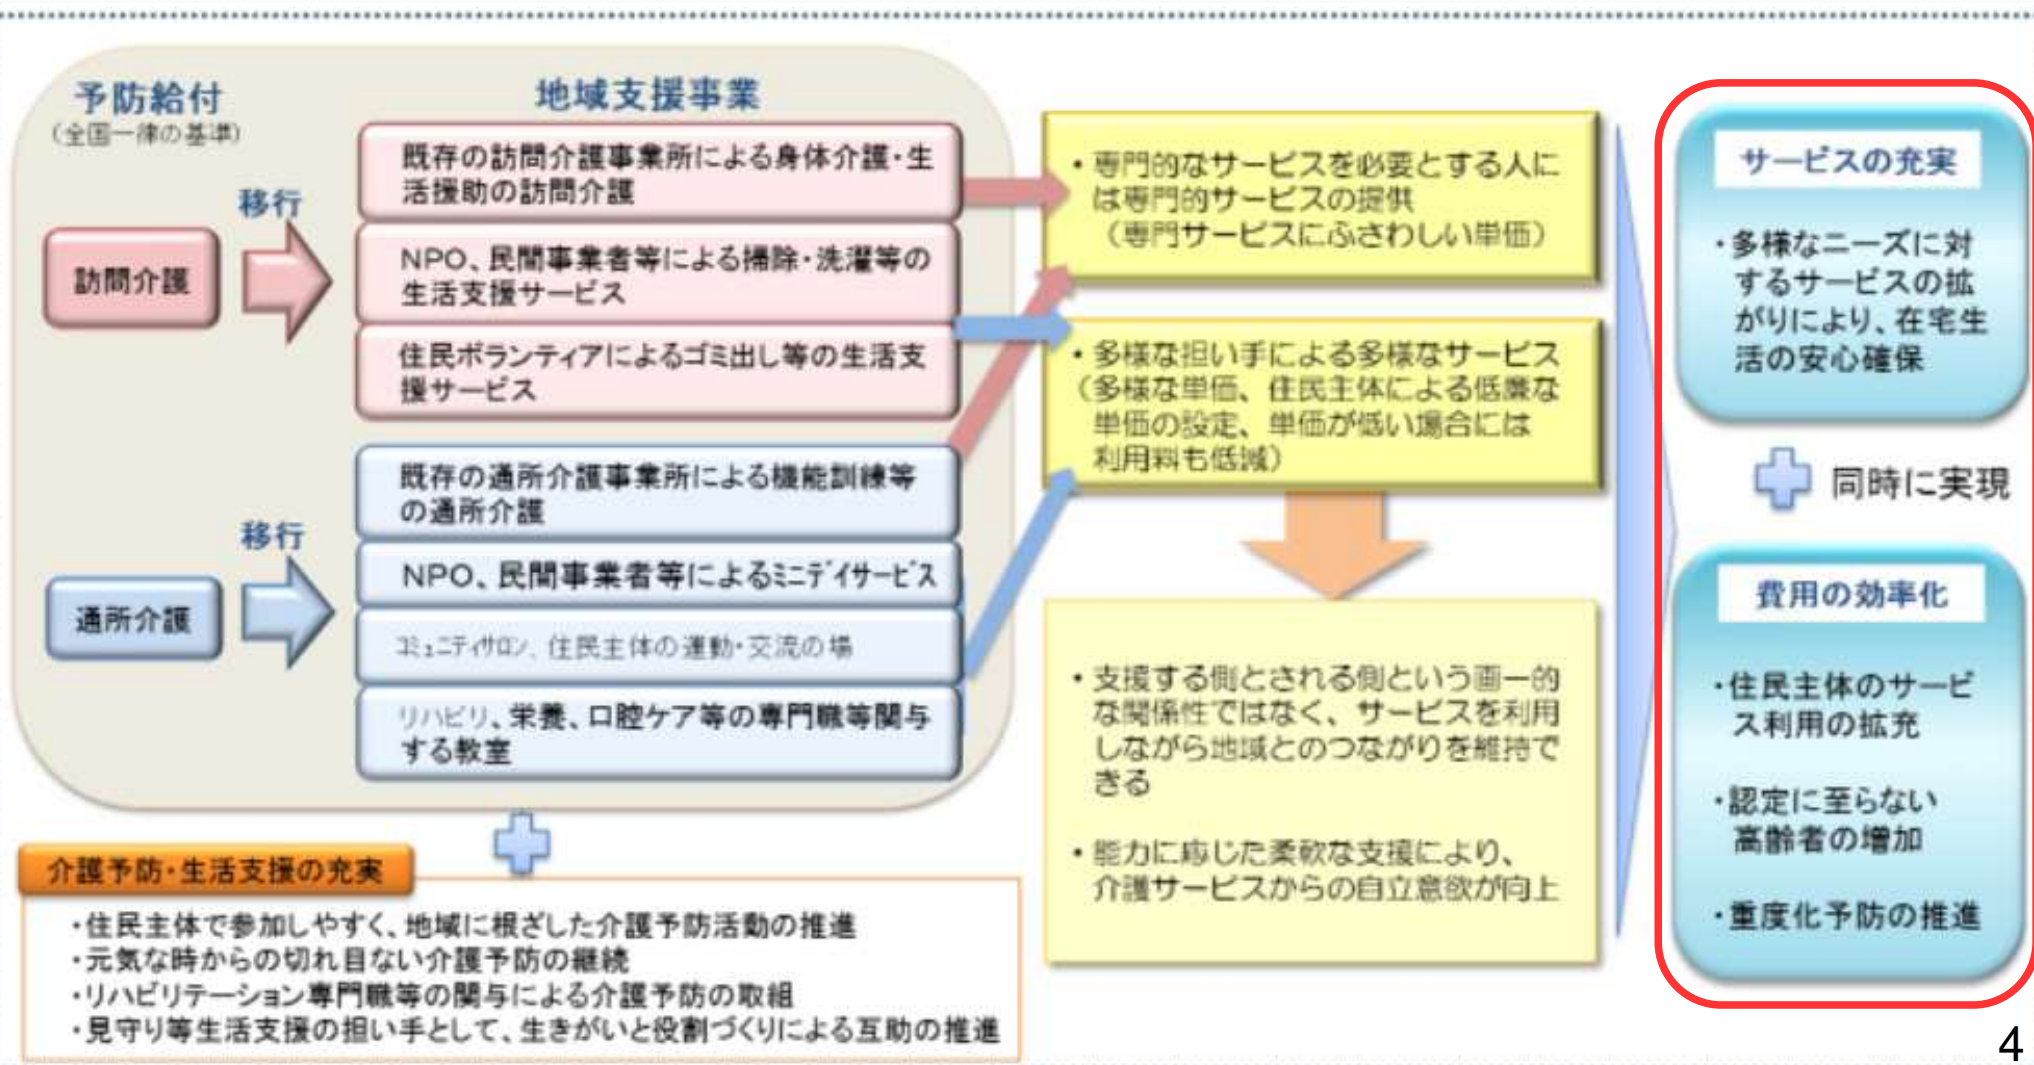 予防給付
（全国一律の基準）
移行
訪問介護
移行
通所介護
地域支援事業
既存の訪問介護事業所による身体介護・生
活援助の訪問介護
NPO、民間事業者等による掃除・洗濯等の
生活支援サービス
住民ボランティアによるゴミ出し等の生活支
援サービス
既存の通所介護事業所による機能訓練等
の通所介護
NPO、民間事業者等によるミニデイサービス
コミュニティサロン、住民主体の運動・交流の場
リハビリ、栄養、口腔ケア等の専門職等関与
する教室
介護予防・生活支援の充実
・住民主体で参加しやすく、地域に根ざした介護予防活動の推進
・元気な時からの切れ目ない介護予防の継続
・リハビリテーション専門職等の関与による介護予防の取組
・見守り等生活支援の担い手として、生きがいと役割づくりによる互助の推進
・専門的なサービスを必要とする人に
は専門的サービスの提供
（専門サービスにふさわしい単価）
・多様な担い手による多様なサービス
（多様な単価、住民主体による低廉な
単価の設定、単価が低い場合には
利用料も低減）
・支援する側とされる側という画一的
な関係性ではなく、サービスを利用
しながら地域とのつながりを維持で
きる
・能力に応じた柔軟な支援により、
介護サービスからの自立意欲が向上
サービスの充実
・多様なニーズに対
するサービスの拡
がりにより、在宅生
活の安心確保
同時に実現
費用の効率化
・住民主体のサービ
ス利用の拡充
・認定に至らない
高齢者の増加
・重度化予防の推進
4